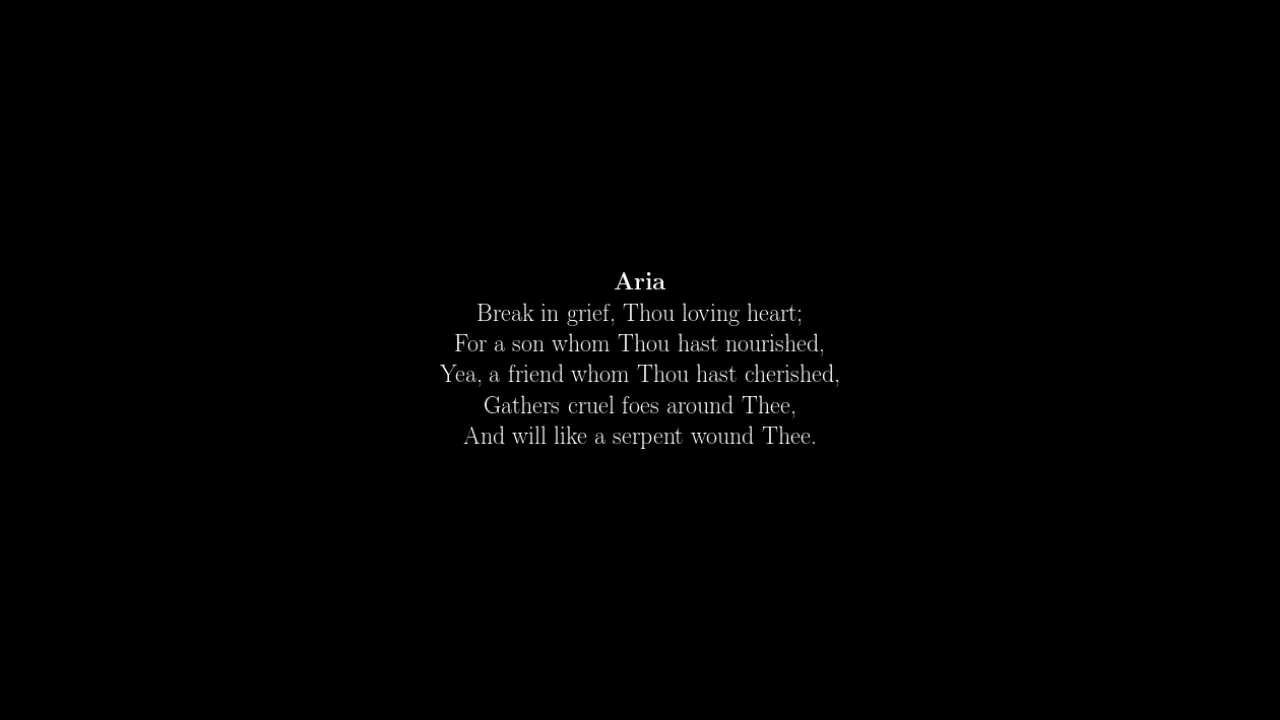 Aria
Break in grief, Thou loving heart;
For a son whom Thou hast nourished,
Yea, a friend whom Thou hast cherished,
Gathers cruel foes around Thee,
And will like a serpent wound Thee.